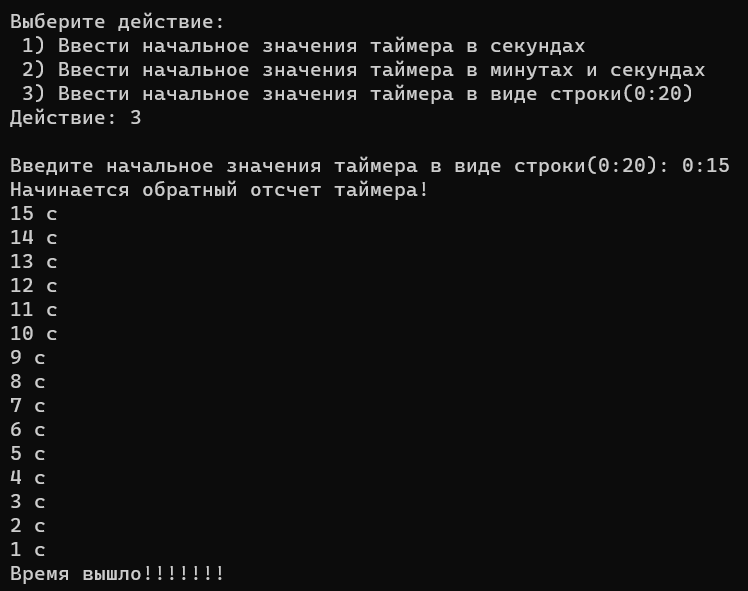 Выберите действие:
1) Ввести начальное значения таймера в секундах
2) Ввести начальное значения таймера в минутах и секундах
3) Ввести начальное значения таймера в виде строки(0:20)
Действие: 3
Введите начальное значения таймера в виде строки(0:20): 0:15
Начинается обратный отсчет таймера!
15 с
14 с
13 с
12 с
11 с
10 с
9 с
8 с
7 с
6 с
5 с
4 с
3 с
2 с
1 с
Время вышло!!!!!!!